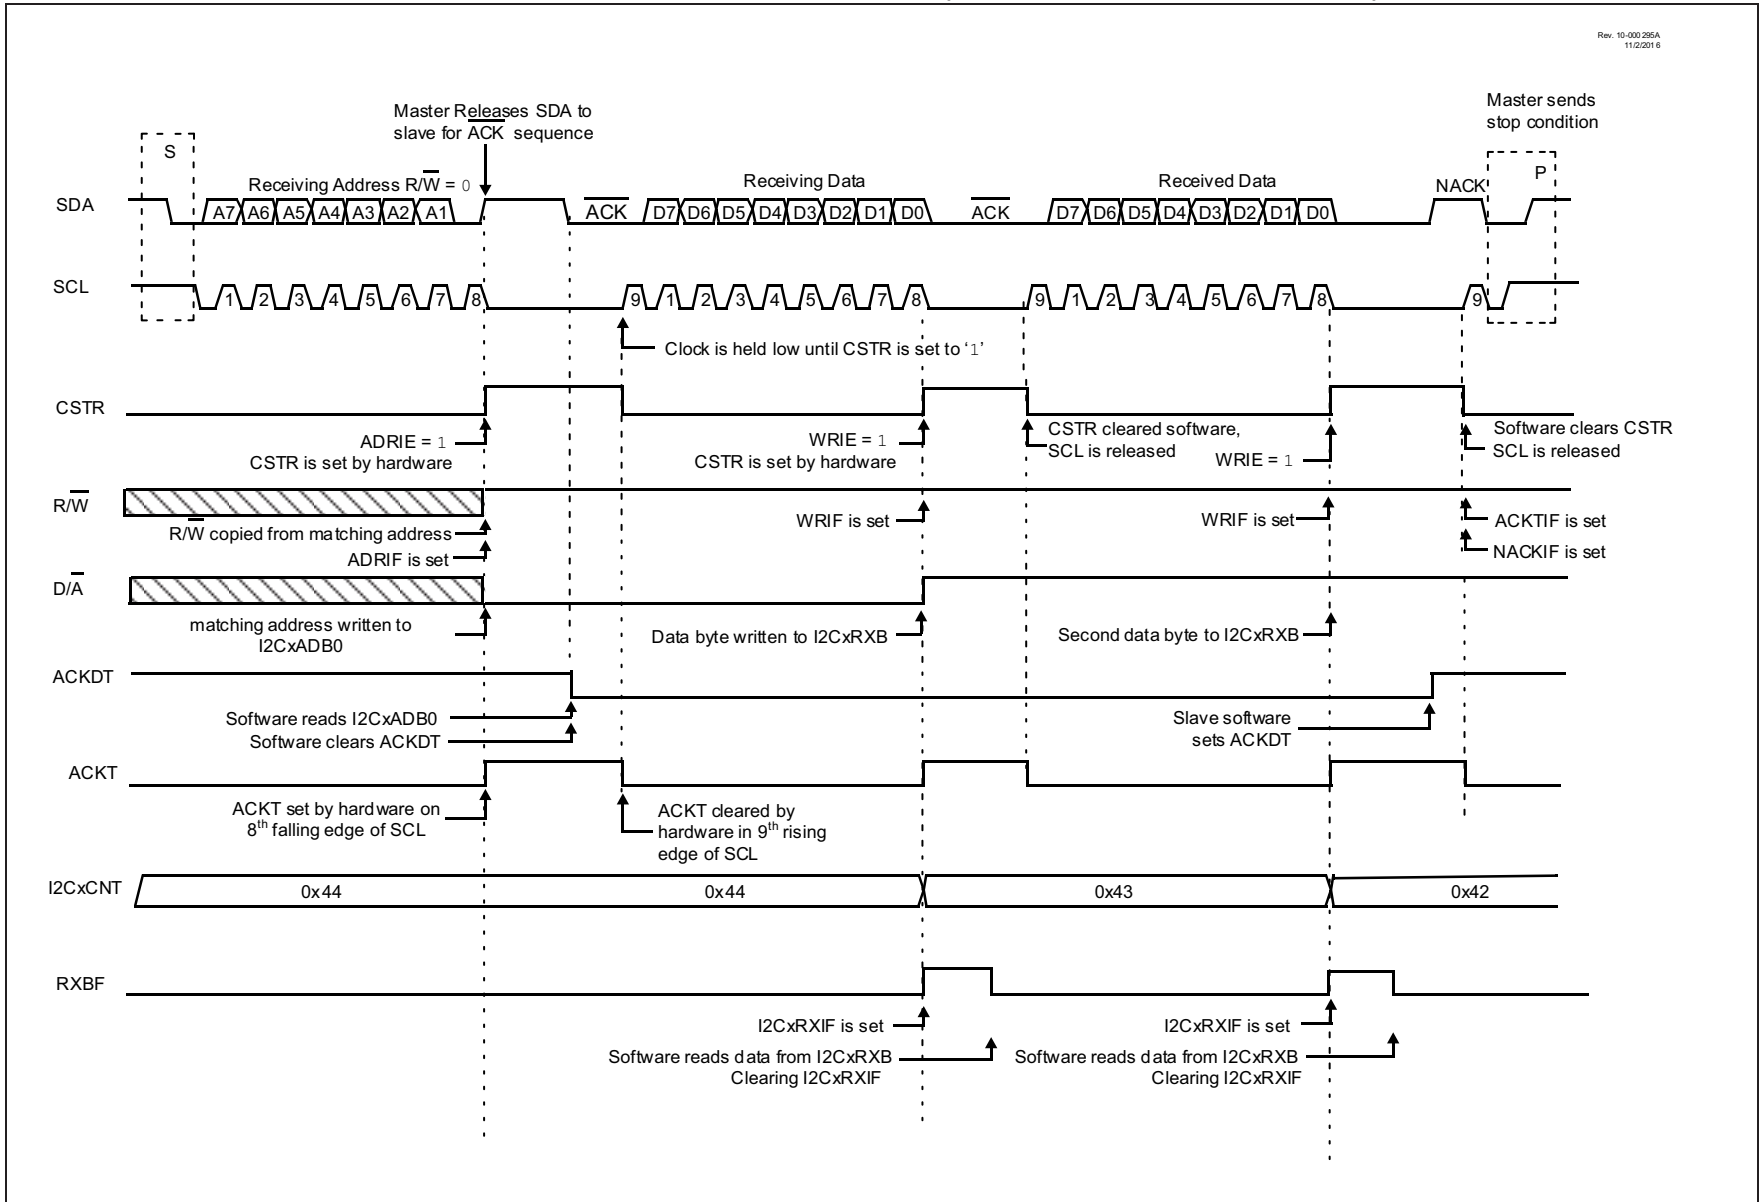 Rev. 10-000295A
11/2/2016
Master Releases SDA to
slave for ACK sequence
Master sends
stop condition
S
P
Receiving Address R/W = 0
Receiving Data
Received Data
NACK
SDA
A7 A6 A5 A4 A3 A2 A1
ACK
D7 D6 D5 D4 D3 D2 D1 D0
ACK
D7 D6 D5 D4 D3 D2 D1 D0
SCL
1 2 3 4 5 6 7 8
9 1 2 3 4 5 6 7 8
9 1 2 3 4 5 6 7 8
9
Clock is held low until CSTR is set to ‘1’
CSTR
ADRIE = 1
CSTR is set by hardware
WRIE = 1
CSTR is set by hardware
CSTR cleared software,
SCL is released
WRIE = 1
Software clears CSTR
SCL is released
R/W
R/W copied from matching address
ADRIF is set
WRIF is set
WRIF is set
ACKTIF is set
NACKIF is set
D/A
matching address written to
I2CxADB0
Data byte written to I2CxRXB
Second data byte to I2CxRXB
ACKDT
Software reads I2CxADB0
Software clears ACKDT
Slave software
sets ACKDT
ACKT
ACKT set by hardware on
8th falling edge of SCL
ACKT cleared by
hardware in 9th rising
edge of SCL
I2CxCNT
0x44
0x44
0x43
0x42
RXBF
I2CxRXIF is set
Software reads data from I2CxRXB
Clearing I2CxRXIF
I2CxRXIF is set
Software reads data from I2CxRXB
Clearing I2CxRXIF